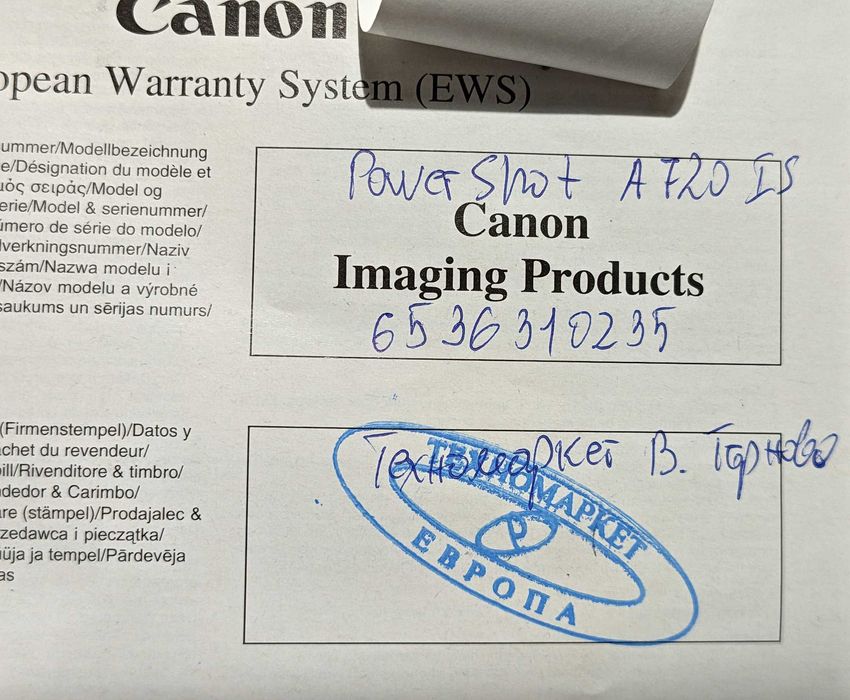 Canon
opean Warranty System (EWS)
ummer/Modellbezeichnung
e/Désignation du modèle et
μός σειράς/Model og
erie/Model & serienummer/
úmero de série do modelo/
lverkningsnummer/Naziv
szám/Nazwa modelu i
/Názov modelu a výrobné
saukums un sērijas numurs/
PowerShot A720 IS
Canon
Imaging Products
6536310235
(Firmenstempel)/Datos y
achet du revendeur/
pill/Rivenditore & timbro/
ndedor & Carimbo/
are (stämpel)/Prodajalec &
zedawca i pieczątka/
üüja ja tempel/Pārdevēja
as
Техномаркет В. Търново
ТЕХНОМАРКЕТ
Р
ЕВРОПА